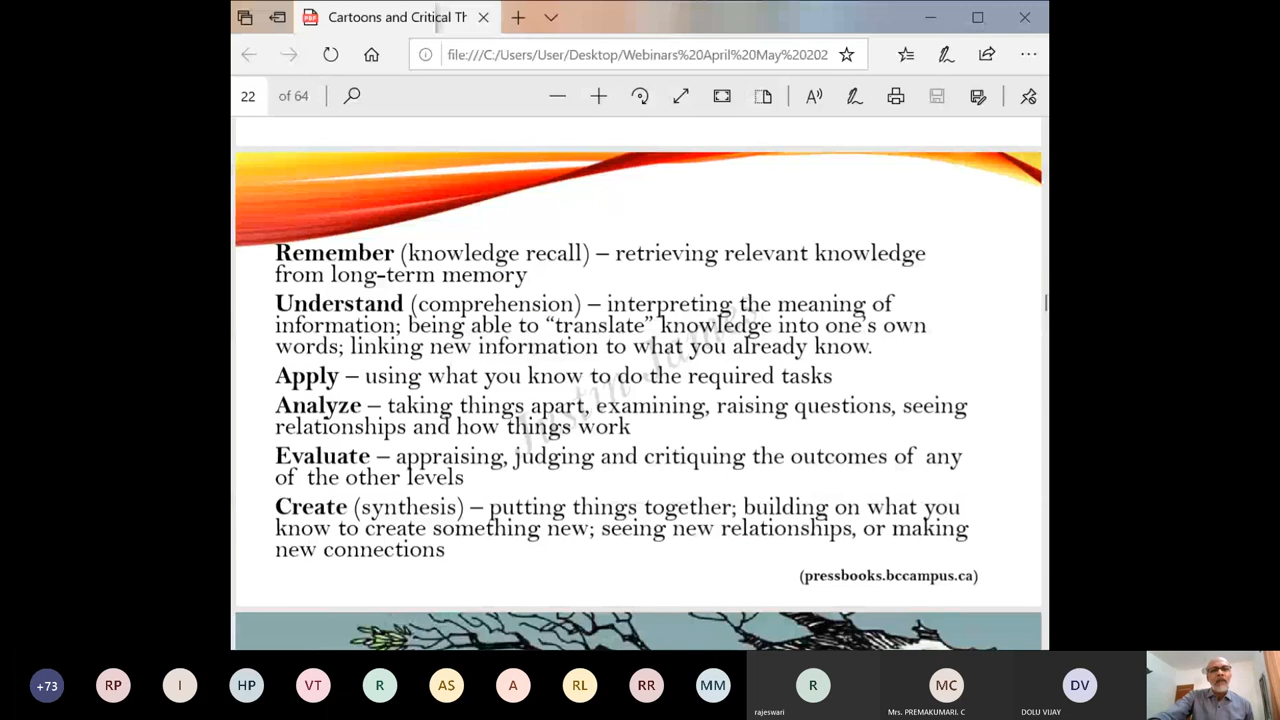 Cartoons and Critical Th
file:///C:/Users/User/Desktop/Webinars%20April%20May%20202
22 of 64
Remember (knowledge recall) – retrieving relevant knowledge
from long-term memory
Understand (comprehension) – interpreting the meaning of
information; being able to “translate” knowledge into one’s own
words; linking new information to what you already know.
Apply – using what you know to do the required tasks
Analyze – taking things apart, examining, raising questions, seeing
relationships and how things work
Evaluate – appraising, judging and critiquing the outcomes of any
of the other levels
Create (synthesis) – putting things together; building on what you
know to create something new; seeing new relationships, or making
new connections
(pressbooks.bccampus.ca)
Justin James
+73 RP I HP VT R AS A RL RR MM R MC DV
rajeswari Mrs. PREMAKUMARI. C DOLU VIJAY